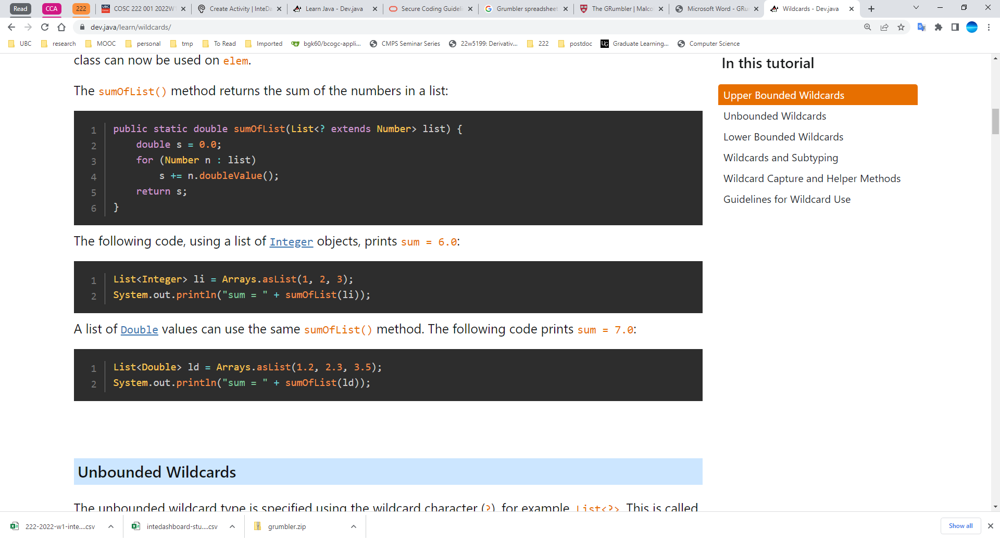 Read
CCA
222
COSC 222 001 2022W
Create Activity | InteDa
Learn Java - Dev.java
Secure Coding Guideli
Grumbler spreadsheet
The GRumbler | Malco
Microsoft Word - GRu
Wildcards - Dev.java
dev.java/learn/wildcards/
UBC
research
MOOC
personal
tmp
To Read
Imported
bgk60/bcogc-appli...
CMPS Seminar Series
22w5199: Derivativ...
222
postdoc
UG
Graduate Learning...
Computer Science
class can now be used on elem.
The sumOfList() method returns the sum of the numbers in a list:
1 public static double sumOfList(List<? extends Number> list) {
2 double s = 0.0;
3 for (Number n : list)
4 s += n.doubleValue();
5 return s;
6 }
The following code, using a list of Integer objects, prints sum = 6.0:
1 List<Integer> li = Arrays.asList(1, 2, 3);
2 System.out.println("sum = " + sumOfList(li));
A list of Double values can use the same sumOfList() method. The following code prints sum = 7.0:
1 List<Double> ld = Arrays.asList(1.2, 2.3, 3.5);
2 System.out.println("sum = " + sumOfList(ld));
Unbounded Wildcards
The unbounded wildcard type is specified using the wildcard character (?), for example, List<?>. This is called
In this tutorial
Upper Bounded Wildcards
Unbounded Wildcards
Lower Bounded Wildcards
Wildcards and Subtyping
Wildcard Capture and Helper Methods
Guidelines for Wildcard Use
222-2022-w1-inte....csv
intedashboard-stu....csv
grumbler.zip
Show all